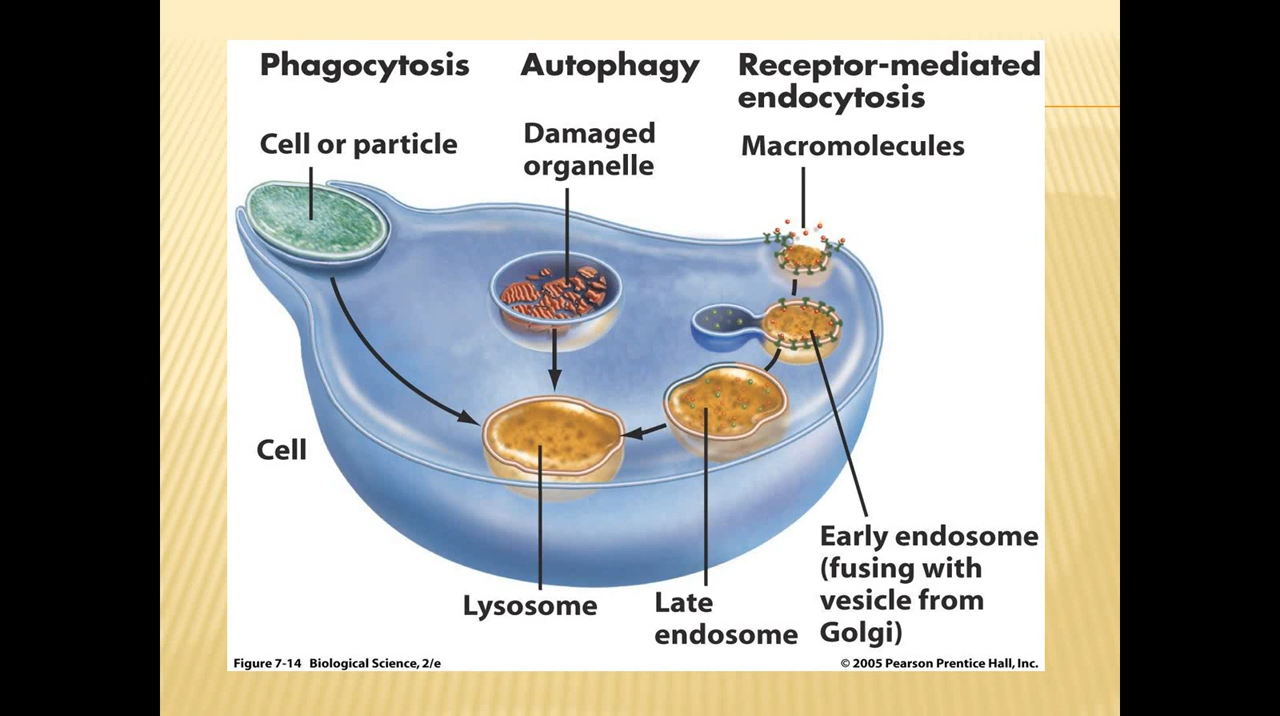 Phagocytosis
Autophagy
Receptor-mediated
endocytosis
Cell or particle
Damaged
organelle
Macromolecules
Cell
Lysosome
Late
endosome
Early endosome
(fusing with
vesicle from
Golgi)
Figure 7-14 Biological Science, 2/e
© 2005 Pearson Prentice Hall, Inc.